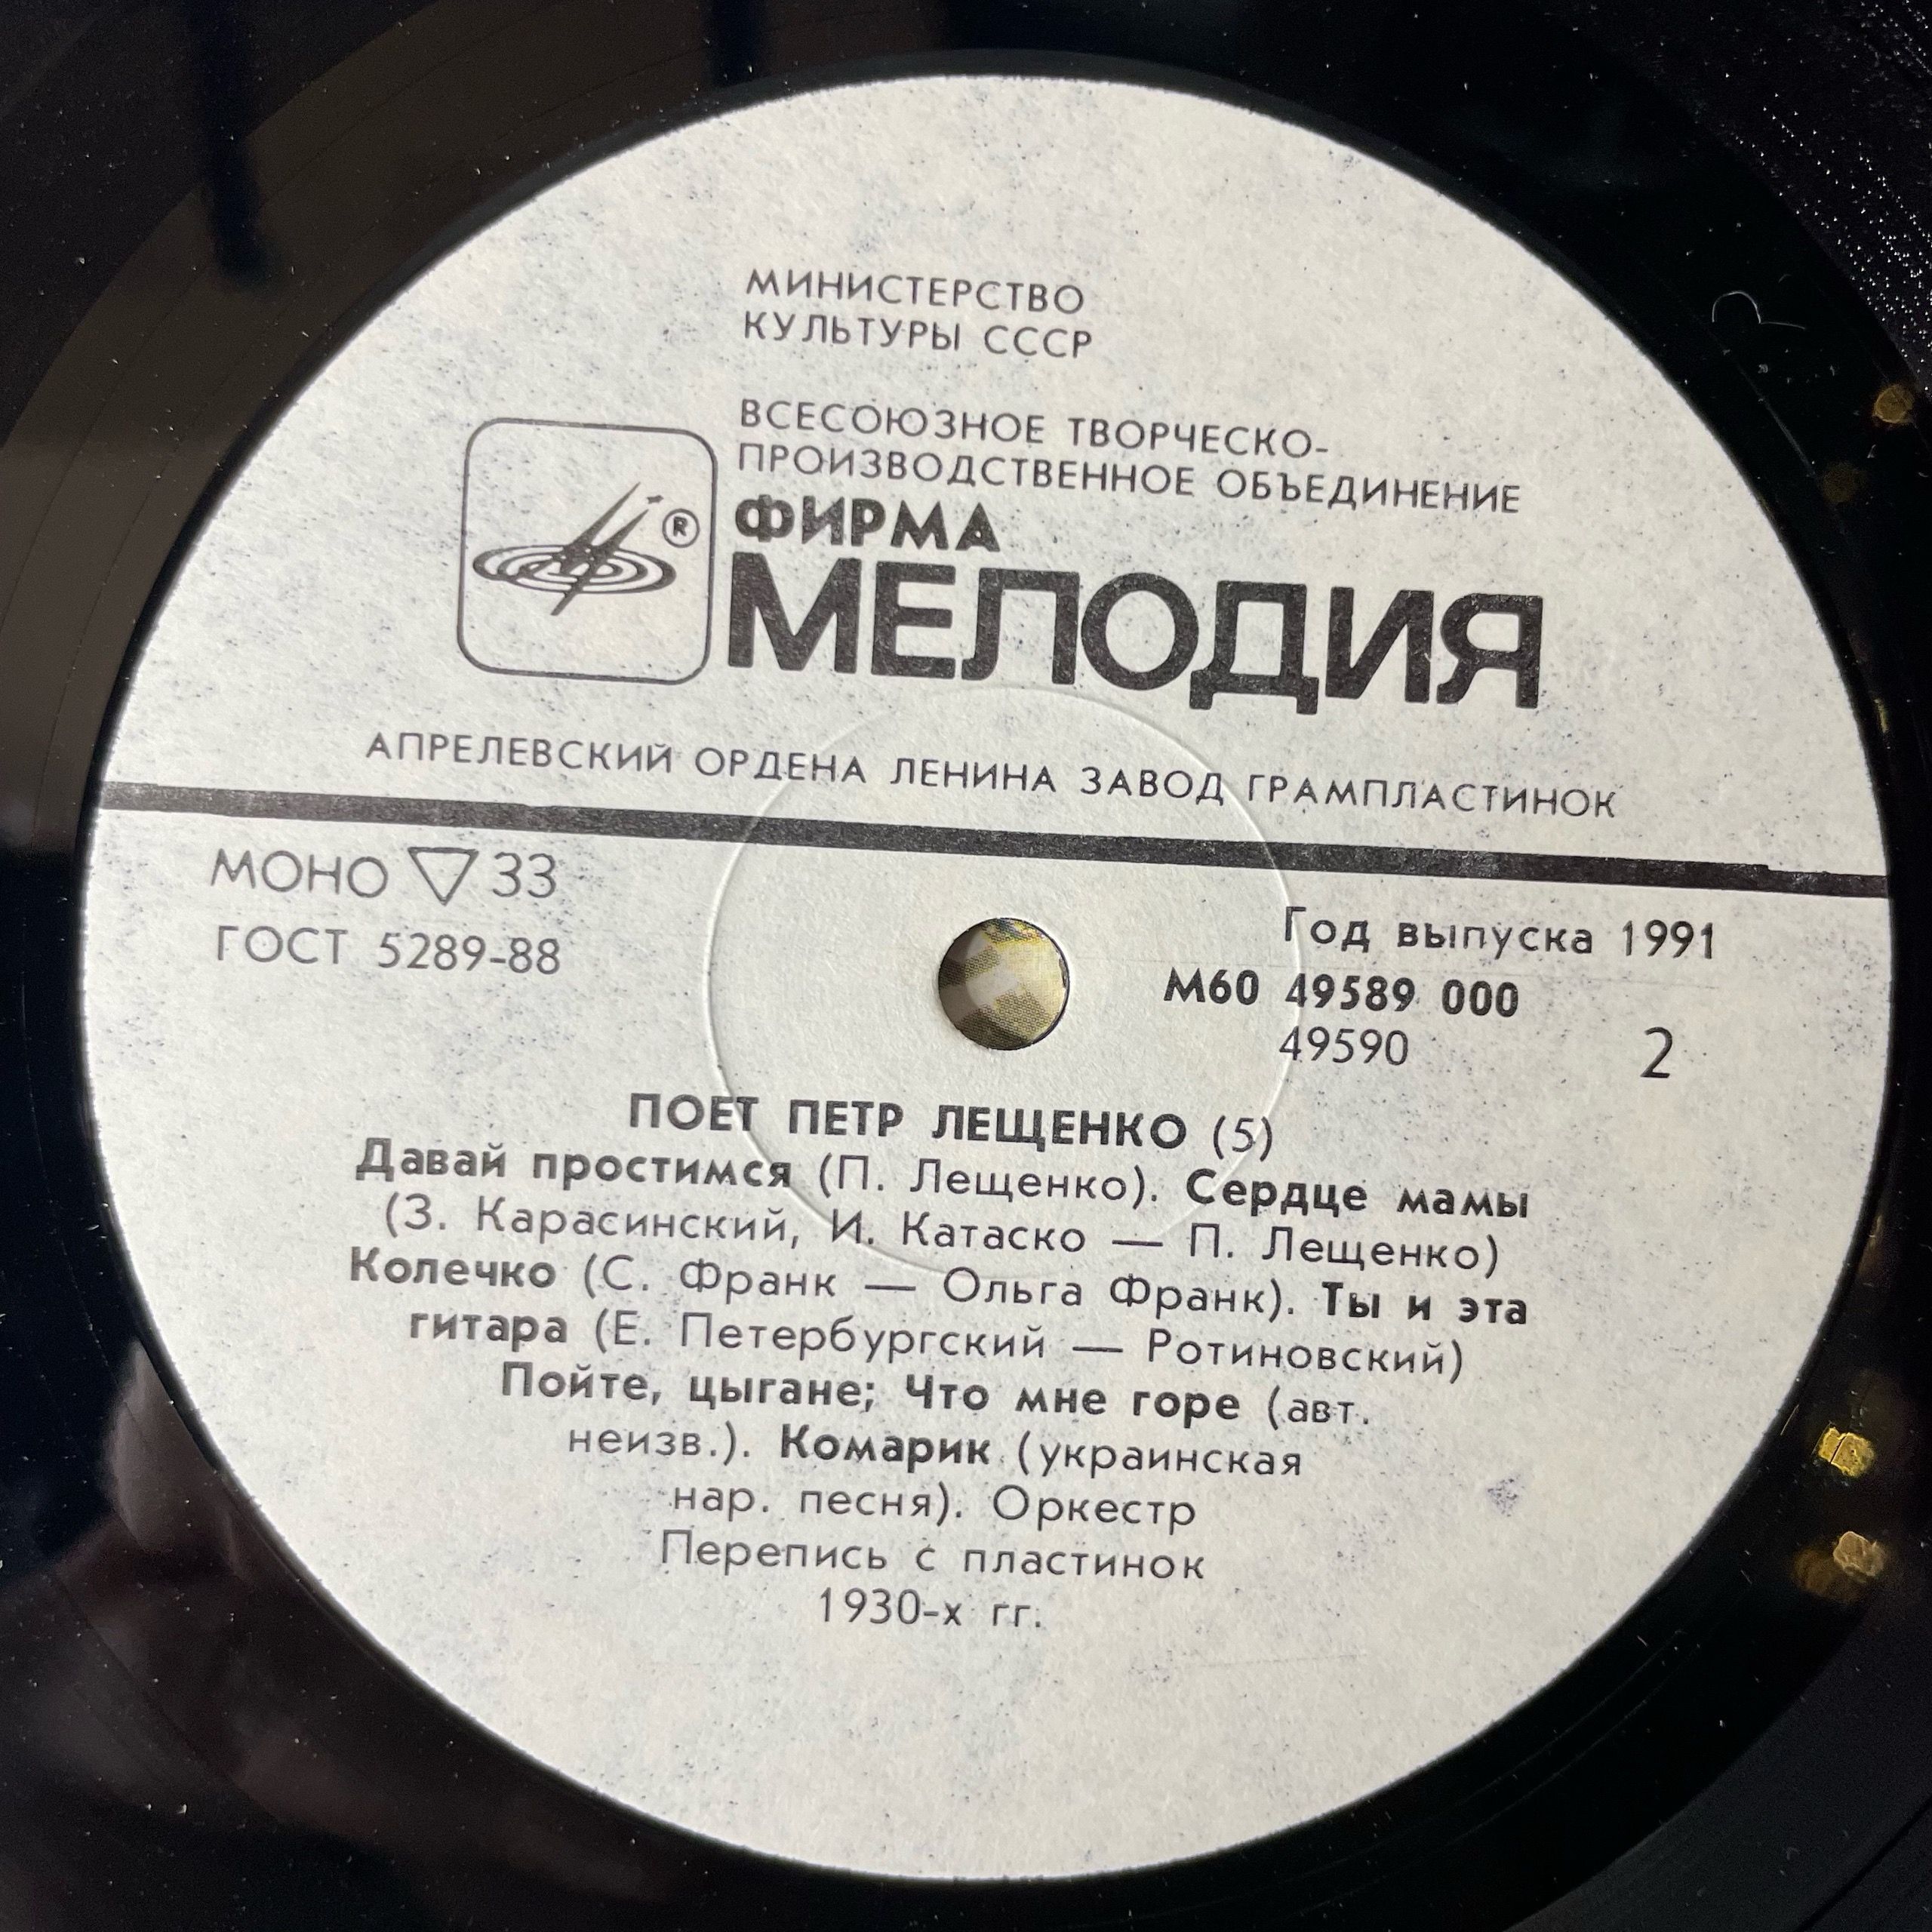 МИНИСТЕРСТВО
КУЛЬТУРЫ СССР
ВСЕСОЮЗНОЕ ТВОРЧЕСКО-
ПРОИЗВОДСТВЕННОЕ ОБЪЕДИНЕНИЕ
®
ФИРМА
МЕЛОДИЯ
АПРЕЛЕВСКИЙ ОРДЕНА ЛЕНИНА ЗАВОД ГРАМПЛАСТИНОК
МОНО ▽ 33
ГОСТ 5289-88
Год выпуска 1991
М60 49589 000
49590
2
ПОЕТ ПЕТР ЛЕЩЕНКО (5)
Давай простимся (П. Лещенко). Сердце мамы
(З. Карасинский, И. Катаско — П. Лещенко)
Колечко (С. Франк — Ольга Франк). Ты и эта
гитара (Е. Петербургский — Ротиновский)
Пойте, цыгане; Что мне горе (авт.
неизв.). Комарик (украинская
нар. песня). Оркестр
Перепись с пластинок
1930-х гг.